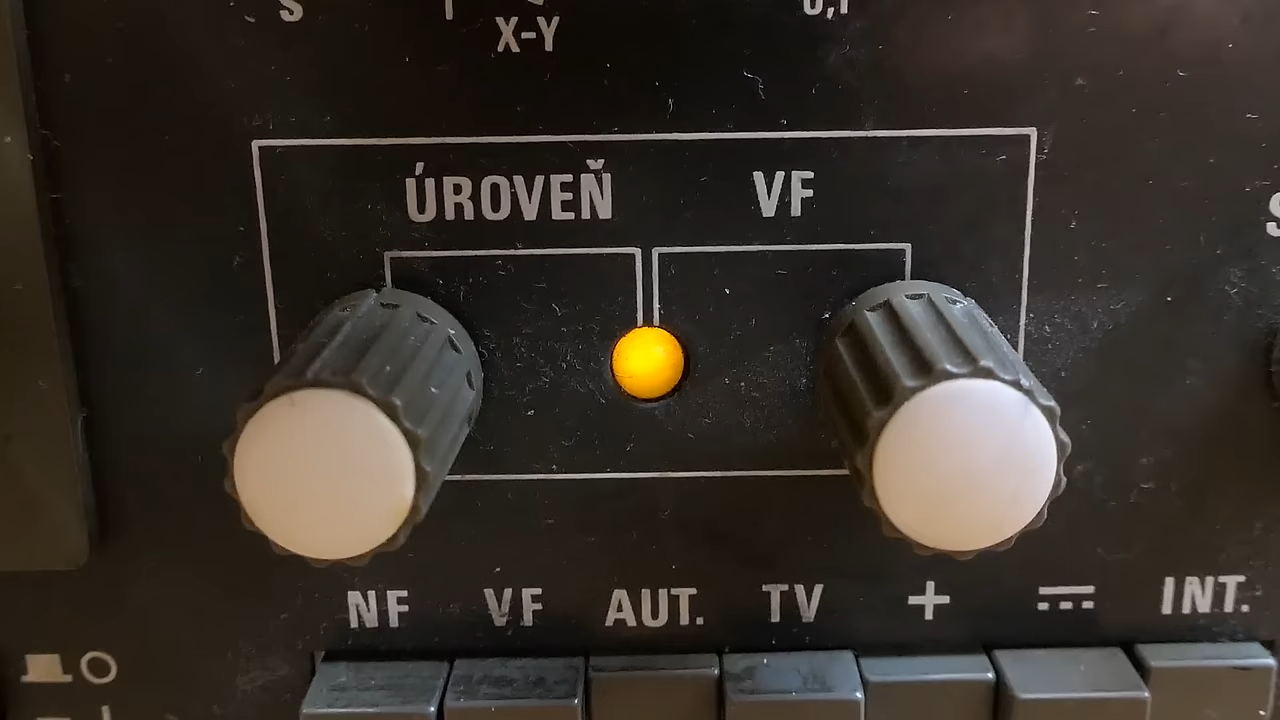 X-Y
ÚROVEŇ VF
NF VF AUT. TV + INT.